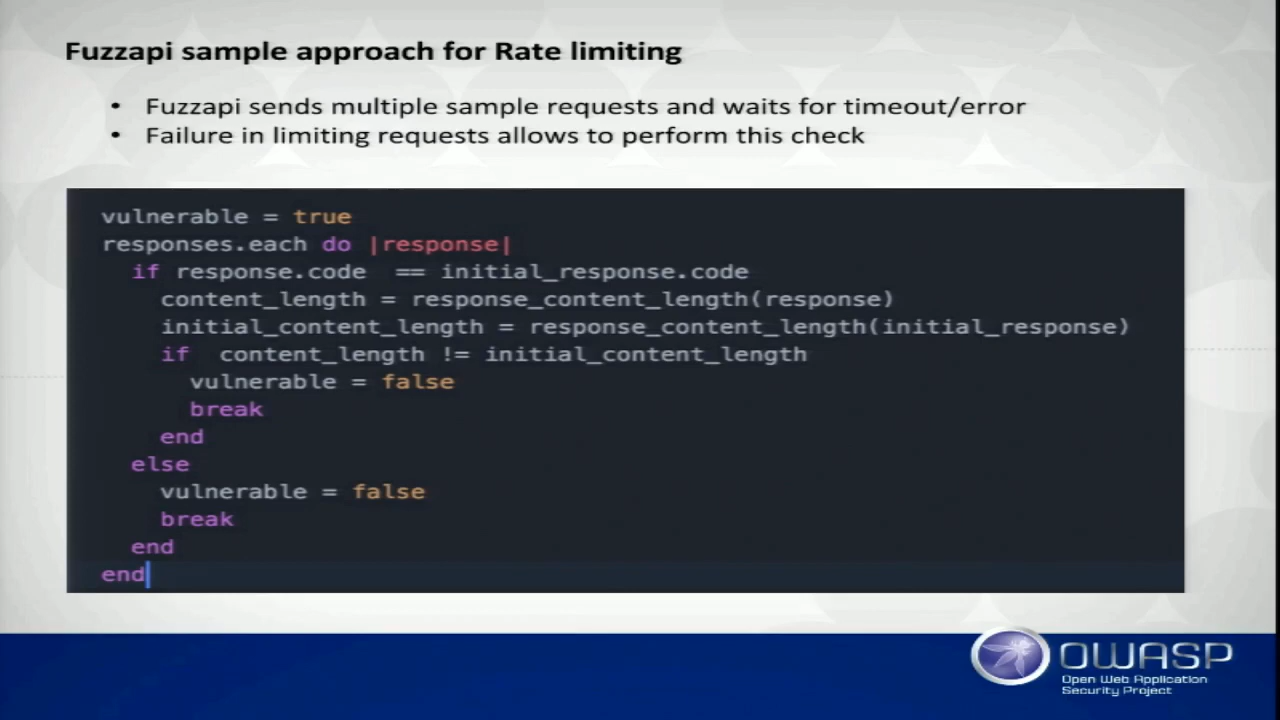 Fuzzapi sample approach for Rate limiting
• Fuzzapi sends multiple sample requests and waits for timeout/error
• Failure in limiting requests allows to perform this check
vulnerable = true
responses.each do |response|
  if response.code  == initial_response.code
    content_length = response_content_length(response)
    initial_content_length = response_content_length(initial_response)
    if  content_length != initial_content_length
      vulnerable = false
      break
    end
  else
    vulnerable = false
    break
  end
end
OWASP
Open Web Application
Security Project